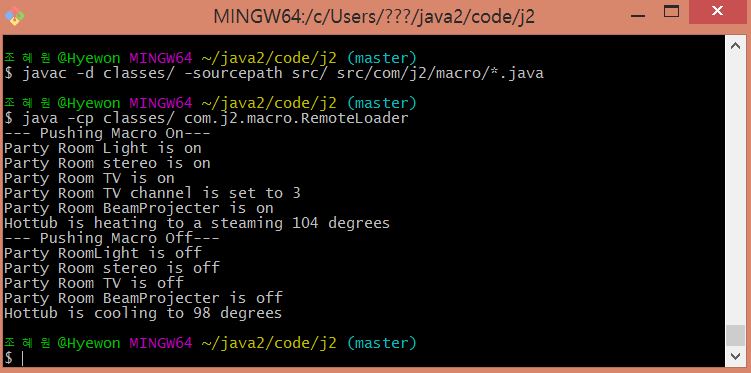 MINGW64:/c/Users/???/java2/code/j2
조 혜 원 @Hyewon MINGW64 ~/java2/code/j2 (master)
$ javac -d classes/ -sourcepath src/ src/com/j2/macro/*.java
조 혜 원 @Hyewon MINGW64 ~/java2/code/j2 (master)
$ java -cp classes/ com.j2.macro.RemoteLoader
--- Pushing Macro On---
Party Room Light is on
Party Room stereo is on
Party Room TV is on
Party Room TV channel is set to 3
Party Room BeamProjecter is on
Hottub is heating to a steaming 104 degrees
--- Pushing Macro Off---
Party RoomLight is off
Party Room stereo is off
Party Room TV is off
Party Room BeamProjecter is off
Hottub is cooling to 98 degrees
조 혜 원 @Hyewon MINGW64 ~/java2/code/j2 (master)
$